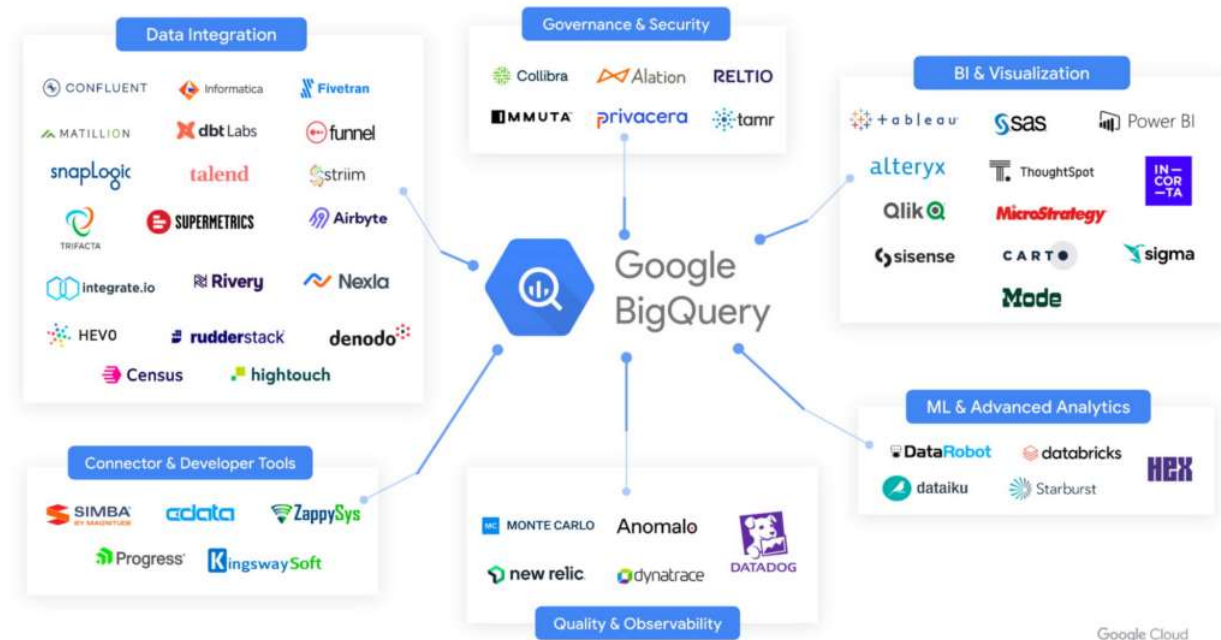 Data Integration
CONFLUENT
Informatica
Fivetran
MATILLION
dbt Labs
funnel
snapLogic
talend
striim
TRIFACTA
SUPERMETRICS
Airbyte
integrate.io
Rivery
Nexla
HEVO
rudderstack
denodo
Census
hightouch
Governance & Security
Collibra
Alation
RELTIO
IMMUTA
privacera
tamr
BI & Visualization
tableau
sas
Power BI
alteryx
ThoughtSpot
IN—
COR
—TA
Qlik
MicroStrategy
sisense
CARTO
sigma
Mode
Google
BigQuery
Connector & Developer Tools
SIMBA
BY MAGNITUDE
cdata
ZappySys
Progress
KingswaySoft
MC MONTE CARLO
Anomalo
DATADOG
new relic
dynatrace
Quality & Observability
ML & Advanced Analytics
DataRobot
databricks
HEX
dataiku
Starburst
Google Cloud